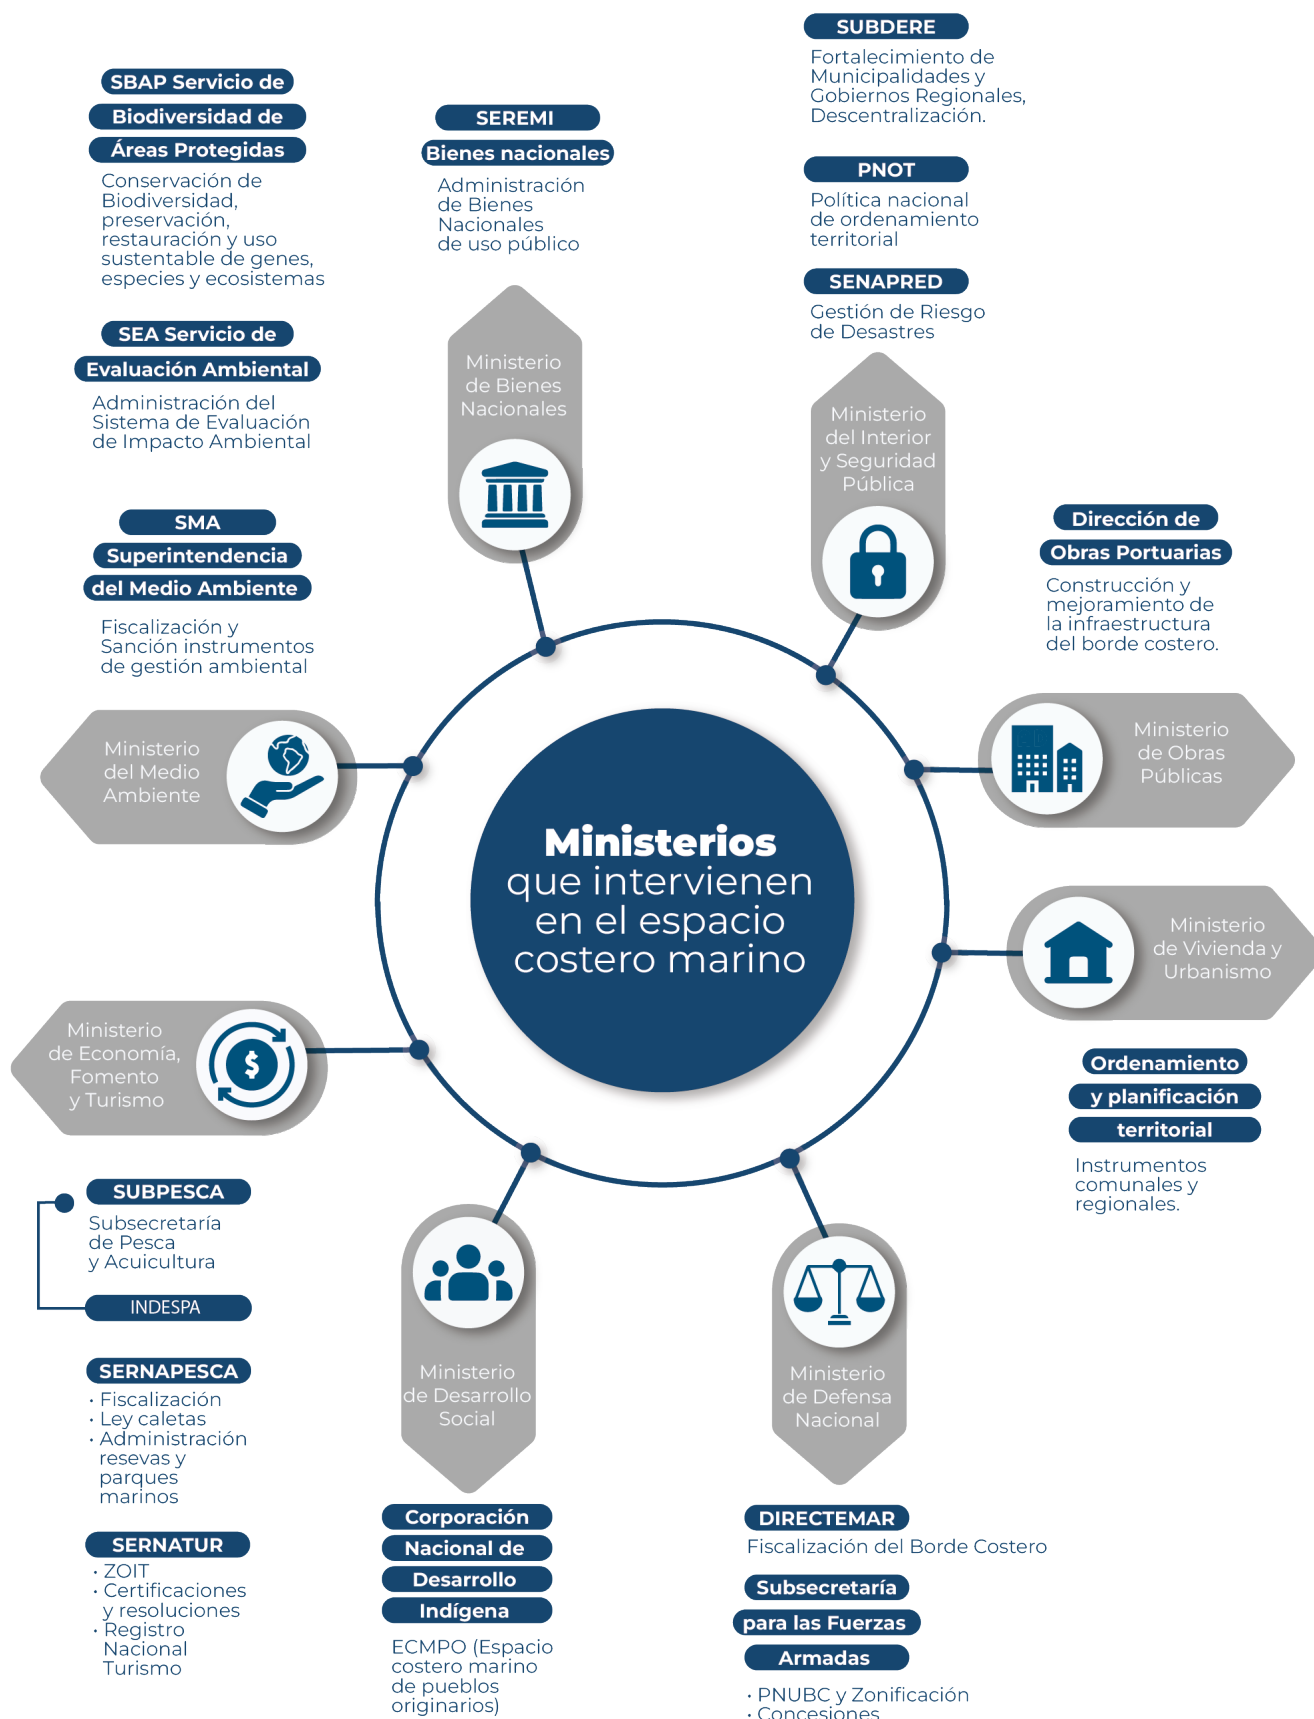 SUBDERE
Fortalecimiento de
Municipalidades y
Gobiernos Regionales,
Descentralización.
PNOT
Política nacional
de ordenamiento
territorial
SENAPRED
Gestión de Riesgo
de Desastres
Ministerio
del Interior
y Seguridad
Pública
SBAP Servicio de
Biodiversidad de
Áreas Protegidas
Conservación de
Biodiversidad,
preservación,
restauración y uso
sustentable de genes,
especies y ecosistemas
SEA Servicio de
Evaluación Ambiental
Administración del
Sistema de Evaluación
de Impacto Ambiental
SMA
Superintendencia
del Medio Ambiente
Fiscalización y
Sanción instrumentos
de gestión ambiental
Ministerio
del Medio
Ambiente
SEREMI
Bienes nacionales
Administración
de Bienes
Nacionales
de uso público
Ministerio
de Bienes
Nacionales
Dirección de
Obras Portuarias
Construcción y
mejoramiento de
la infraestructura
del borde costero.
Ministerio
de Obras
Públicas
Ministerios
que intervienen
en el espacio
costero marino
Ministerio
de Vivienda y
Urbanismo
Ordenamiento
y planificación
territorial
Instrumentos
comunales y
regionales.
Ministerio
de Economía,
Fomento
y Turismo
$
SUBPESCA
Subsecretaría
de Pesca
y Acuicultura
INDESPA
SERNAPESCA
· Fiscalización
· Ley caletas
· Administración
resevas y
parques
marinos
SERNATUR
· ZOIT
· Certificaciones
y resoluciones
· Registro
Nacional
Turismo
Ministerio
de Desarrollo
Social
Corporación
Nacional de
Desarrollo
Indígena
ECMPO (Espacio
costero marino
de pueblos
originarios)
Ministerio
de Defensa
Nacional
DIRECTEMAR
Fiscalización del Borde Costero
Subsecretaría
para las Fuerzas
Armadas
· PNUBC y Zonificación
· Concesiones